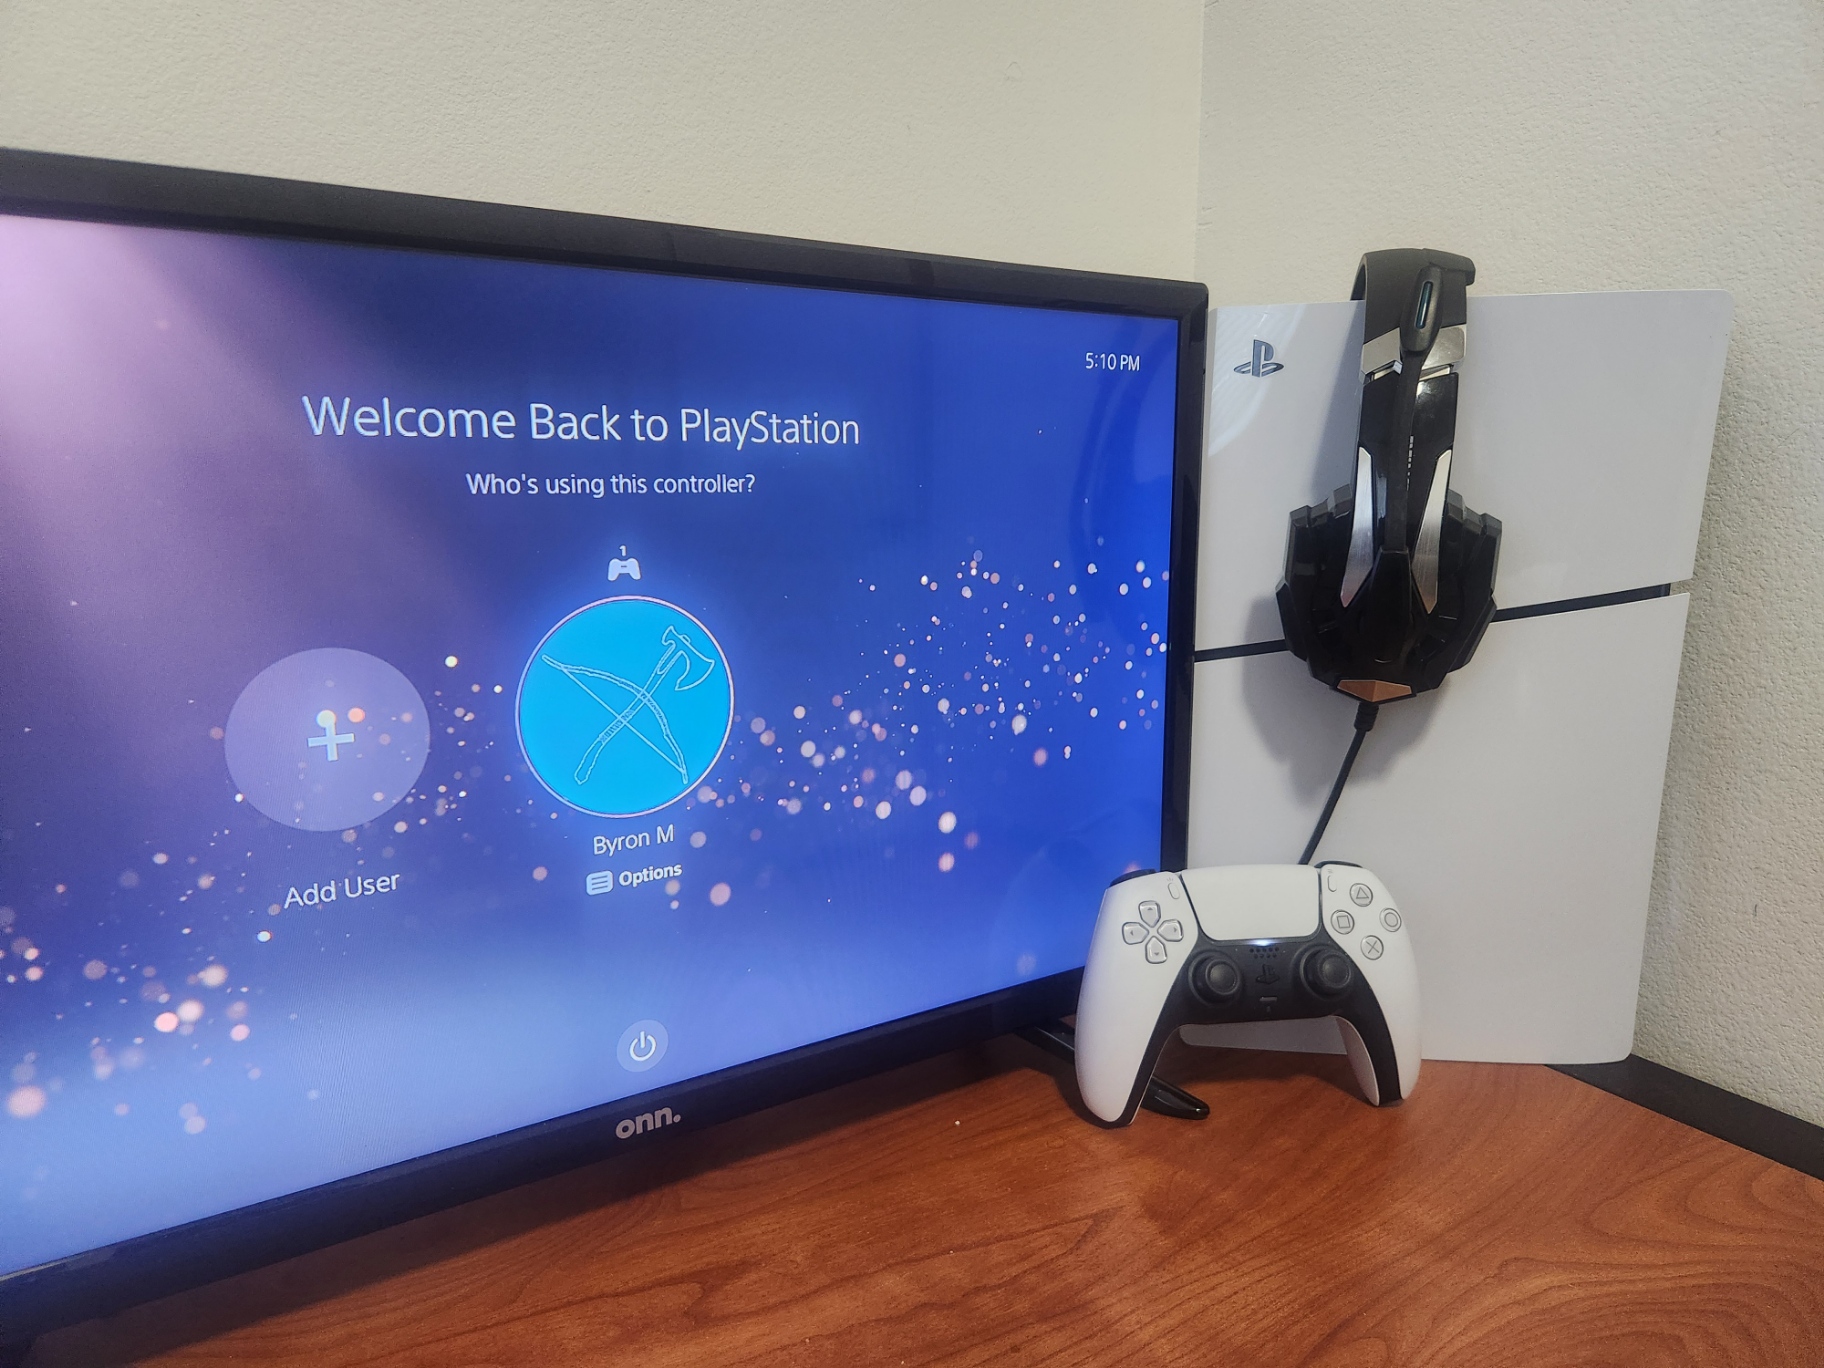 5:10 PM
Welcome Back to PlayStation
Who's using this controller?
1
Byron M
Options
Add User
onn.